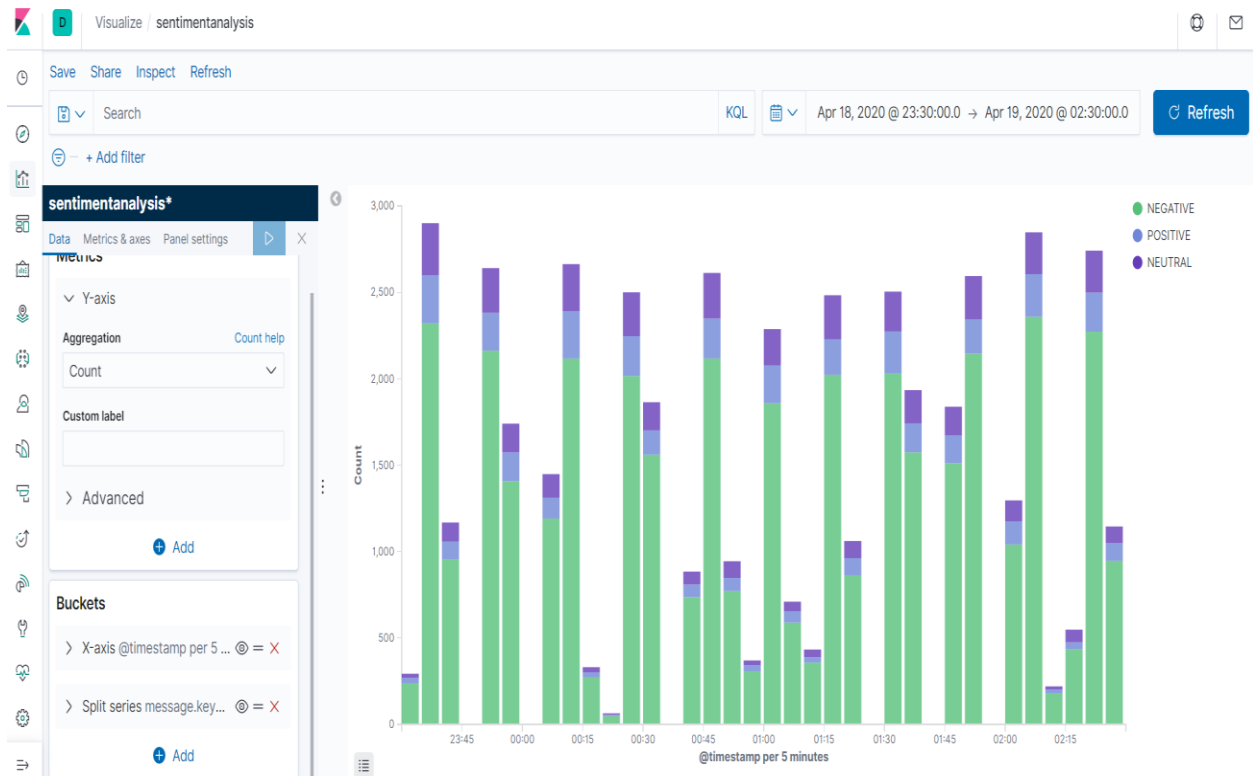 D Visualize / sentimentanalysis
Save Share Inspect Refresh
Search KQL Apr 18, 2020 @ 23:30:00.0 → Apr 19, 2020 @ 02:30:00.0 Refresh
+ Add filter
sentimentanalysis*
Data Metrics & axes Panel settings
Metrics
Y-axis
Aggregation Count help
Count
Custom label
Advanced
Add
Buckets
X-axis @timestamp per 5 ...
Split series message.key...
Add
3,000
2,500
2,000
1,500
1,000
500
0
Count
23:45 00:00 00:15 00:30 00:45 01:00 01:15 01:30 01:45 02:00 02:15
@timestamp per 5 minutes
NEGATIVE
POSITIVE
NEUTRAL